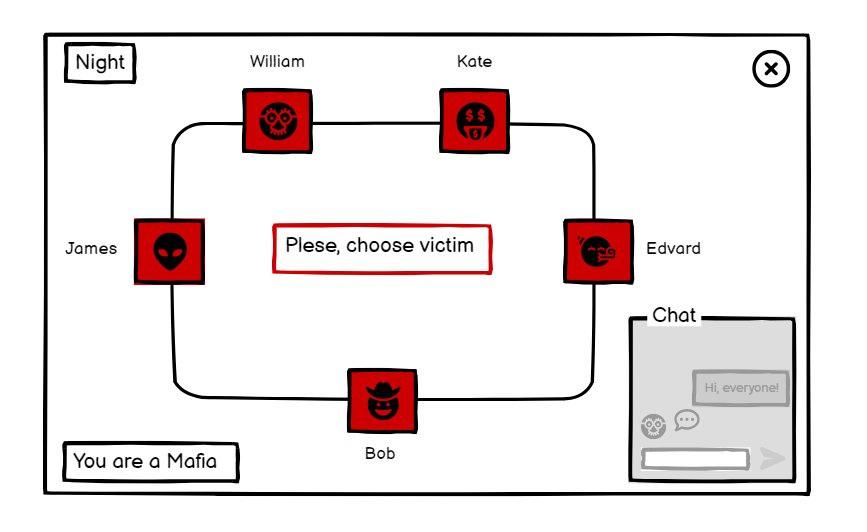 Night
William
Kate
James
Plese, choose victim
Edvard
Chat
Hi, everyone!
Bob
You are a Mafia